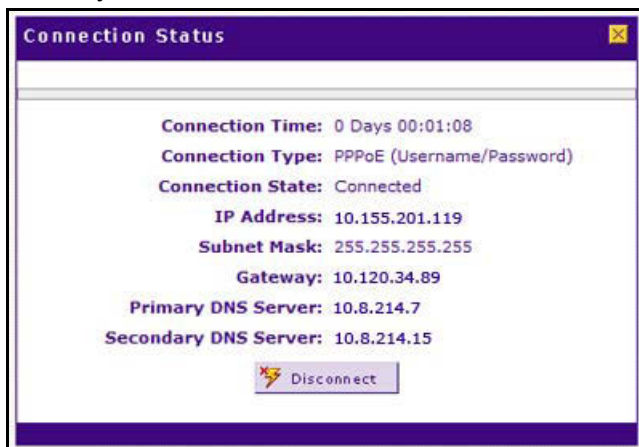 Connection Status
Connection Time: 0 Days 00:01:08
Connection Type: PPPoE (Username/Password)
Connection State: Connected
IP Address: 10.155.201.119
Subnet Mask: 255.255.255.255
Gateway: 10.120.34.89
Primary DNS Server: 10.8.214.7
Secondary DNS Server: 10.8.214.15
Disconnect